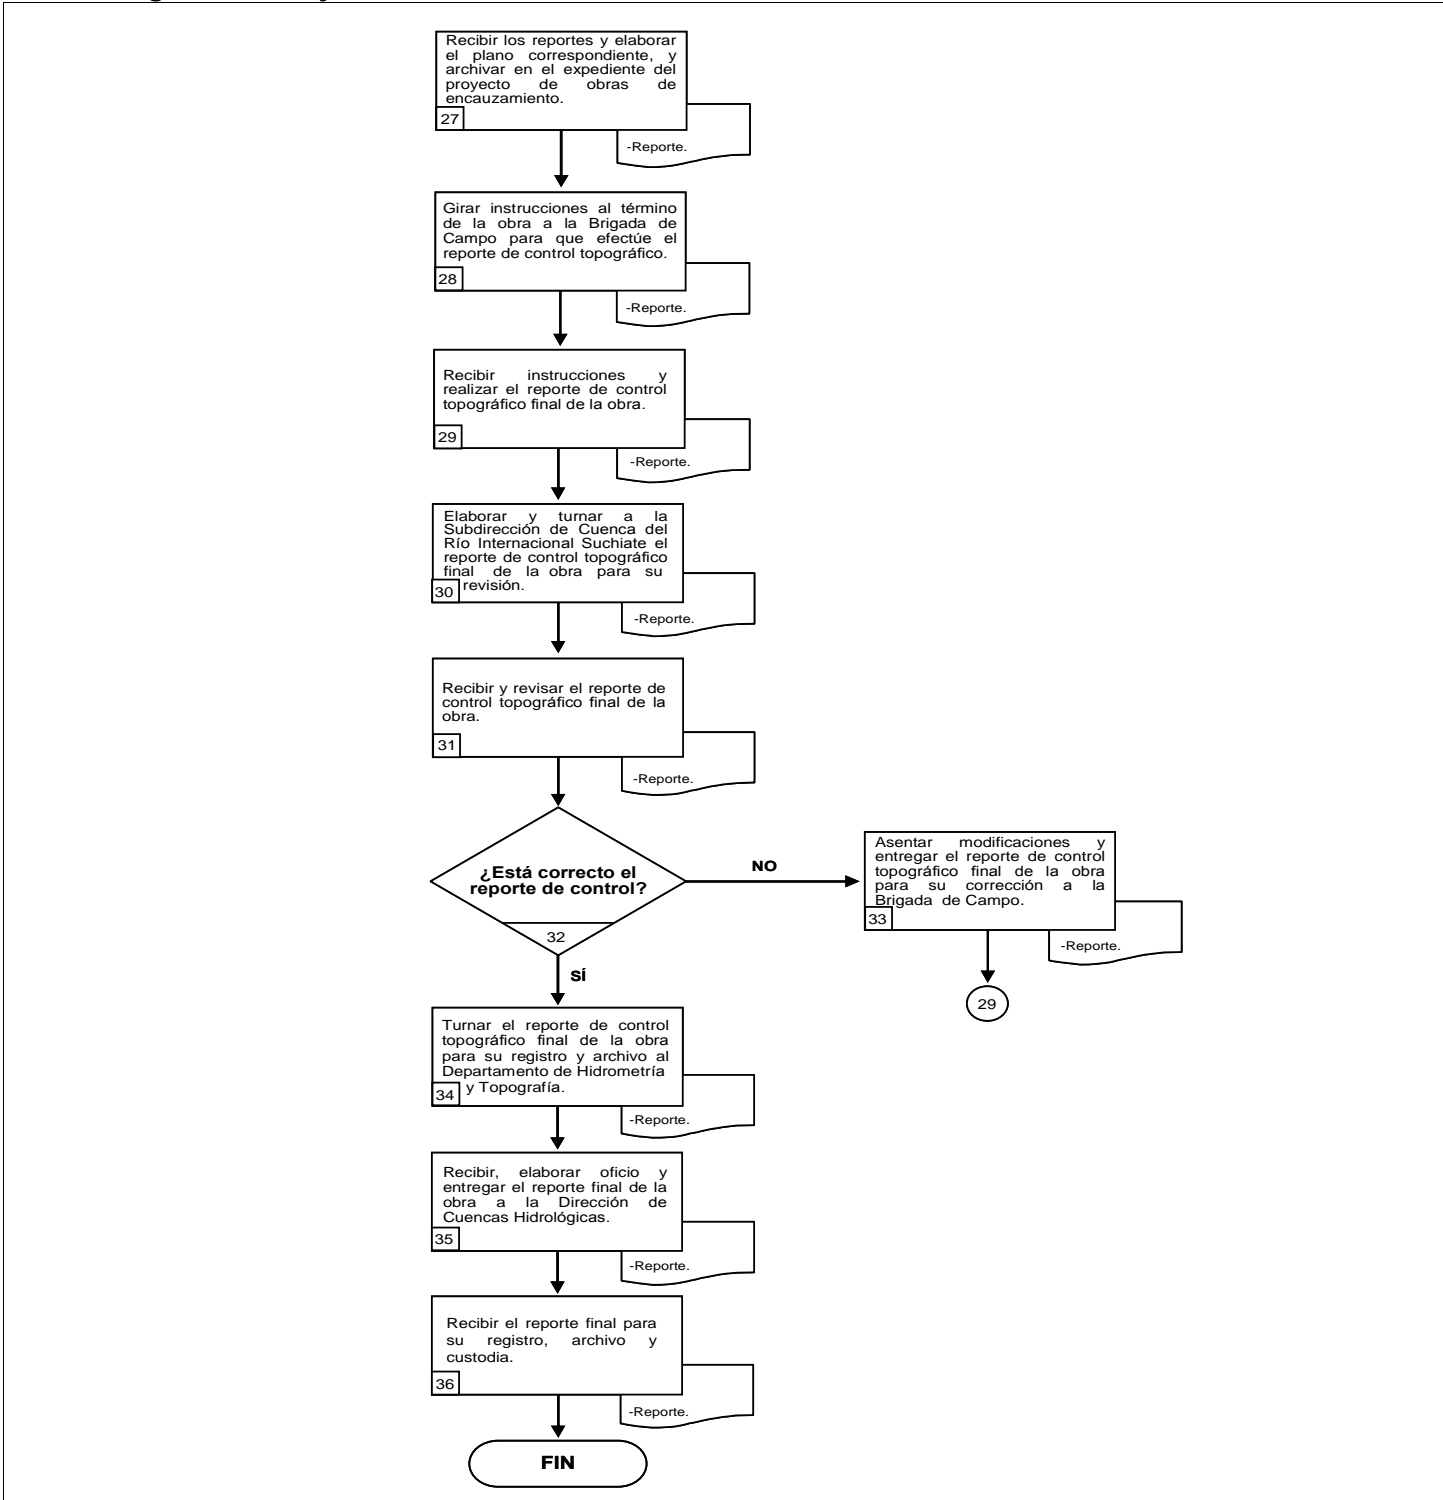 Recibir los reportes y elaborar
el plano correspondiente, y
archivar en el expediente del
proyecto de obras de
encauzamiento.
27
-Reporte.
Girar instrucciones al término
de la obra a la Brigada de
Campo para que efectúe el
reporte de control topográfico.
28
-Reporte.
Recibir instrucciones y
realizar el reporte de control
topográfico final de la obra.
29
-Reporte.
Elaborar y turnar a la
Subdirección de Cuenca del
Río Internacional Suchiate el
reporte de control topográfico
final de la obra para su
revisión.
30
-Reporte.
Recibir y revisar el reporte de
control topográfico final de la
obra.
31
-Reporte.
¿Está correcto el
reporte de control?
32
NO
Asentar modificaciones y
entregar el reporte de control
topográfico final de la obra
para su corrección a la
Brigada de Campo.
33
-Reporte.
29
SÍ
Turnar el reporte de control
topográfico final de la obra
para su registro y archivo al
Departamento de Hidrometría
y Topografía.
34
-Reporte.
Recibir, elaborar oficio y
entregar el reporte final de la
obra a la Dirección de
Cuencas Hidrológicas.
35
-Reporte.
Recibir el reporte final para
su registro, archivo y
custodia.
36
-Reporte.
FIN